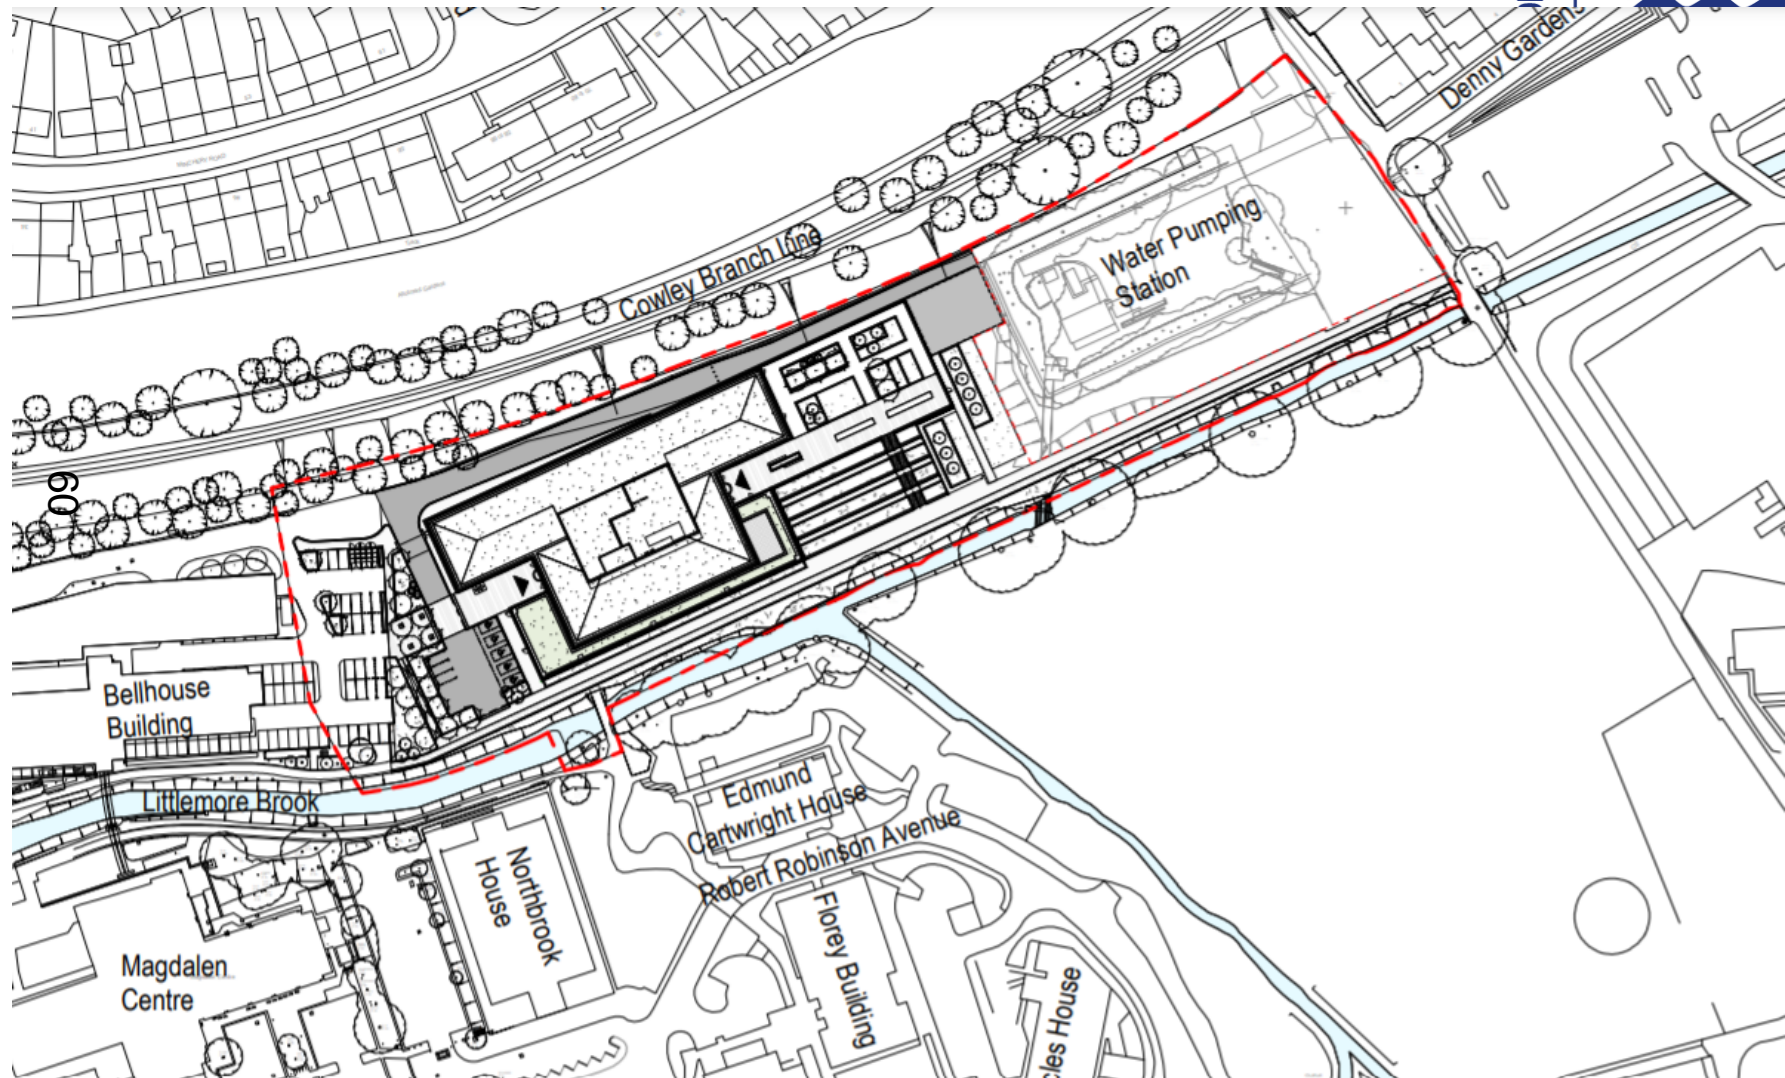 Denny Gardens
Cowley Branch Line
Water Pumping
Station
60
Bellhouse
Building
Littlemore Brook
Edmund
Cartwright House
Robert Robinson Avenue
Northbrook
House
Florey Building
Magdalen
Centre
cles House